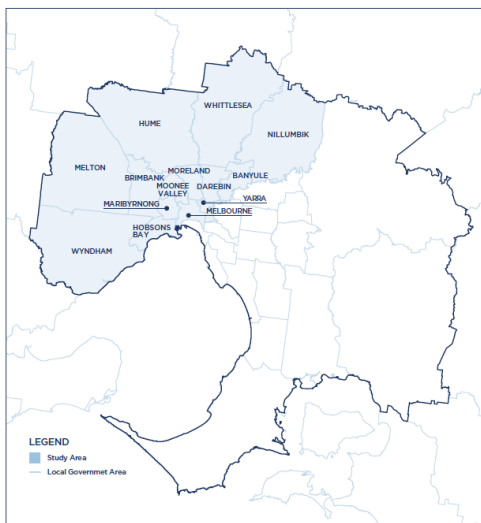 WHITTLESEA
HUME
NILLUMBIK
MELTON
MORELAND
BRIMBANK
BANYULE
MOONEE
VALLEY
DAREBIN
YARRA
MARIBYRNONG
MELBOURNE
HOBSONS
BAY
WYNDHAM
LEGEND
Study Area
Local Governmet Area